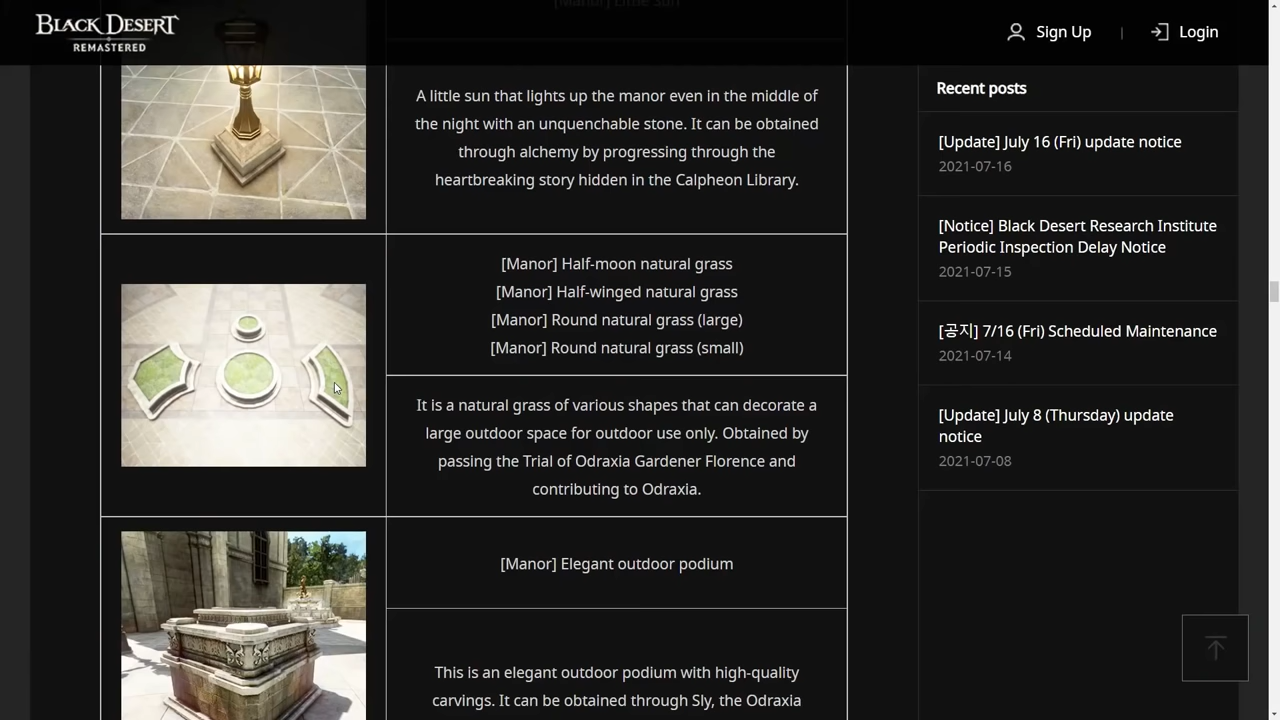 BLACK DESERT
REMASTERED
Sign Up
|
Login
[Manor] Little Sun
A little sun that lights up the manor even in the middle of
the night with an unquenchable stone. It can be obtained
through alchemy by progressing through the
heartbreaking story hidden in the Calpheon Library.
[Manor] Half-moon natural grass
[Manor] Half-winged natural grass
[Manor] Round natural grass (large)
[Manor] Round natural grass (small)
It is a natural grass of various shapes that can decorate a
large outdoor space for outdoor use only. Obtained by
passing the Trial of Odraxia Gardener Florence and
contributing to Odraxia.
[Manor] Elegant outdoor podium
This is an elegant outdoor podium with high-quality
carvings. It can be obtained through Sly, the Odraxia
Recent posts
[Update] July 16 (Fri) update notice
2021-07-16
[Notice] Black Desert Research Institute
Periodic Inspection Delay Notice
2021-07-15
[공지] 7/16 (Fri) Scheduled Maintenance
2021-07-14
[Update] July 8 (Thursday) update
notice
2021-07-08